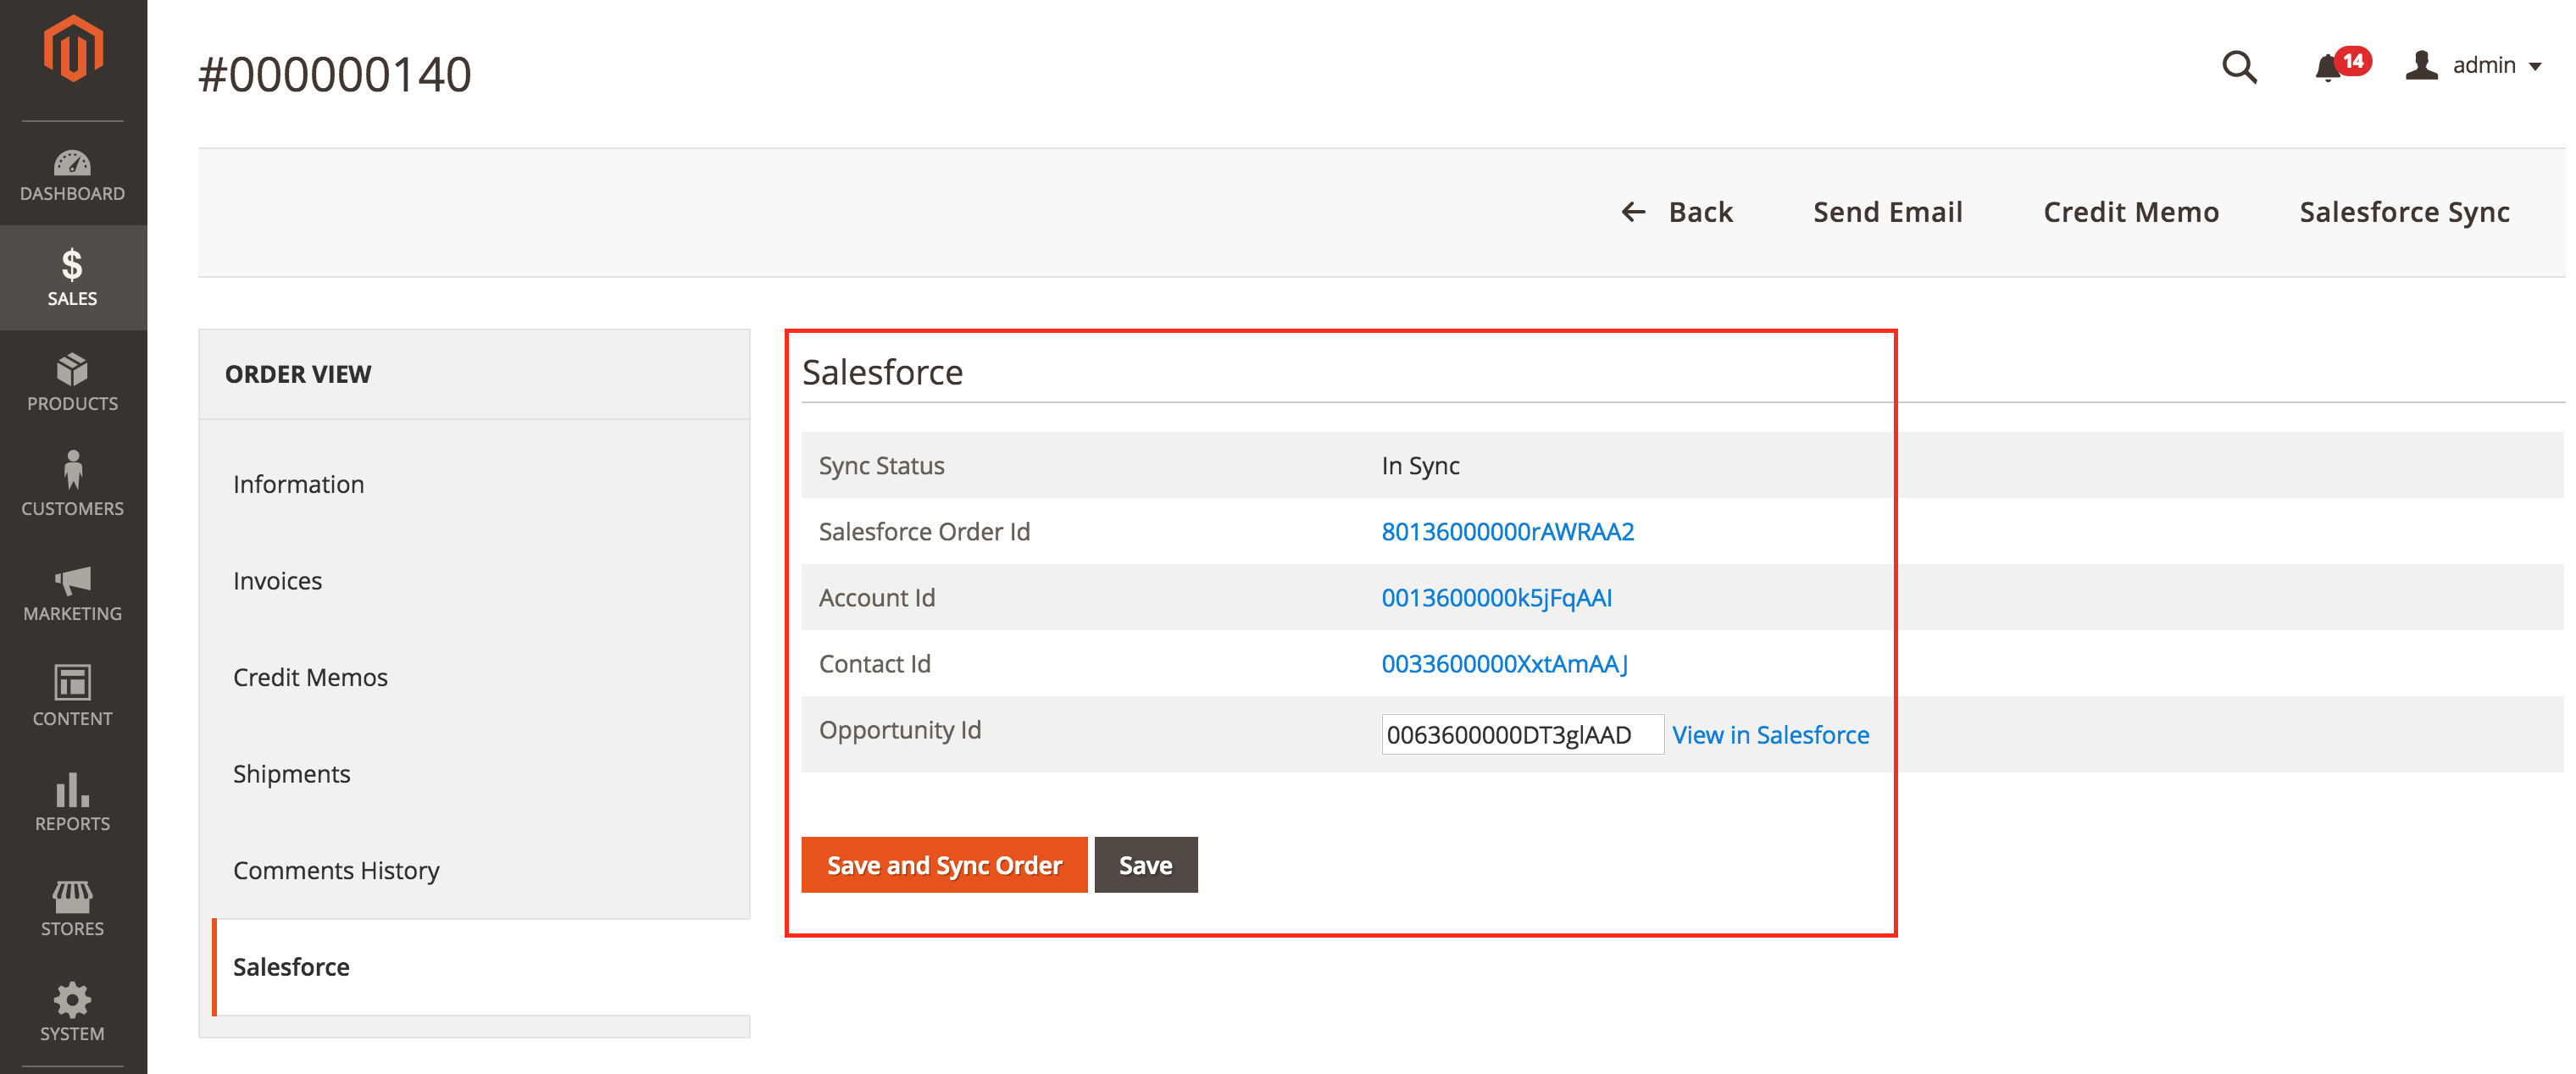 #000000140
14
admin
DASHBOARD
SALES
PRODUCTS
CUSTOMERS
MARKETING
CONTENT
REPORTS
STORES
SYSTEM
Back Send Email Credit Memo Salesforce Sync
ORDER VIEW
Information
Invoices
Credit Memos
Shipments
Comments History
Salesforce
Salesforce
Sync Status In Sync
Salesforce Order Id 80136000000rAWRAA2
Account Id 0013600000k5jFqAAI
Contact Id 0033600000XxtAmAAJ
Opportunity Id 0063600000DT3glAAD View in Salesforce
Save and Sync Order Save